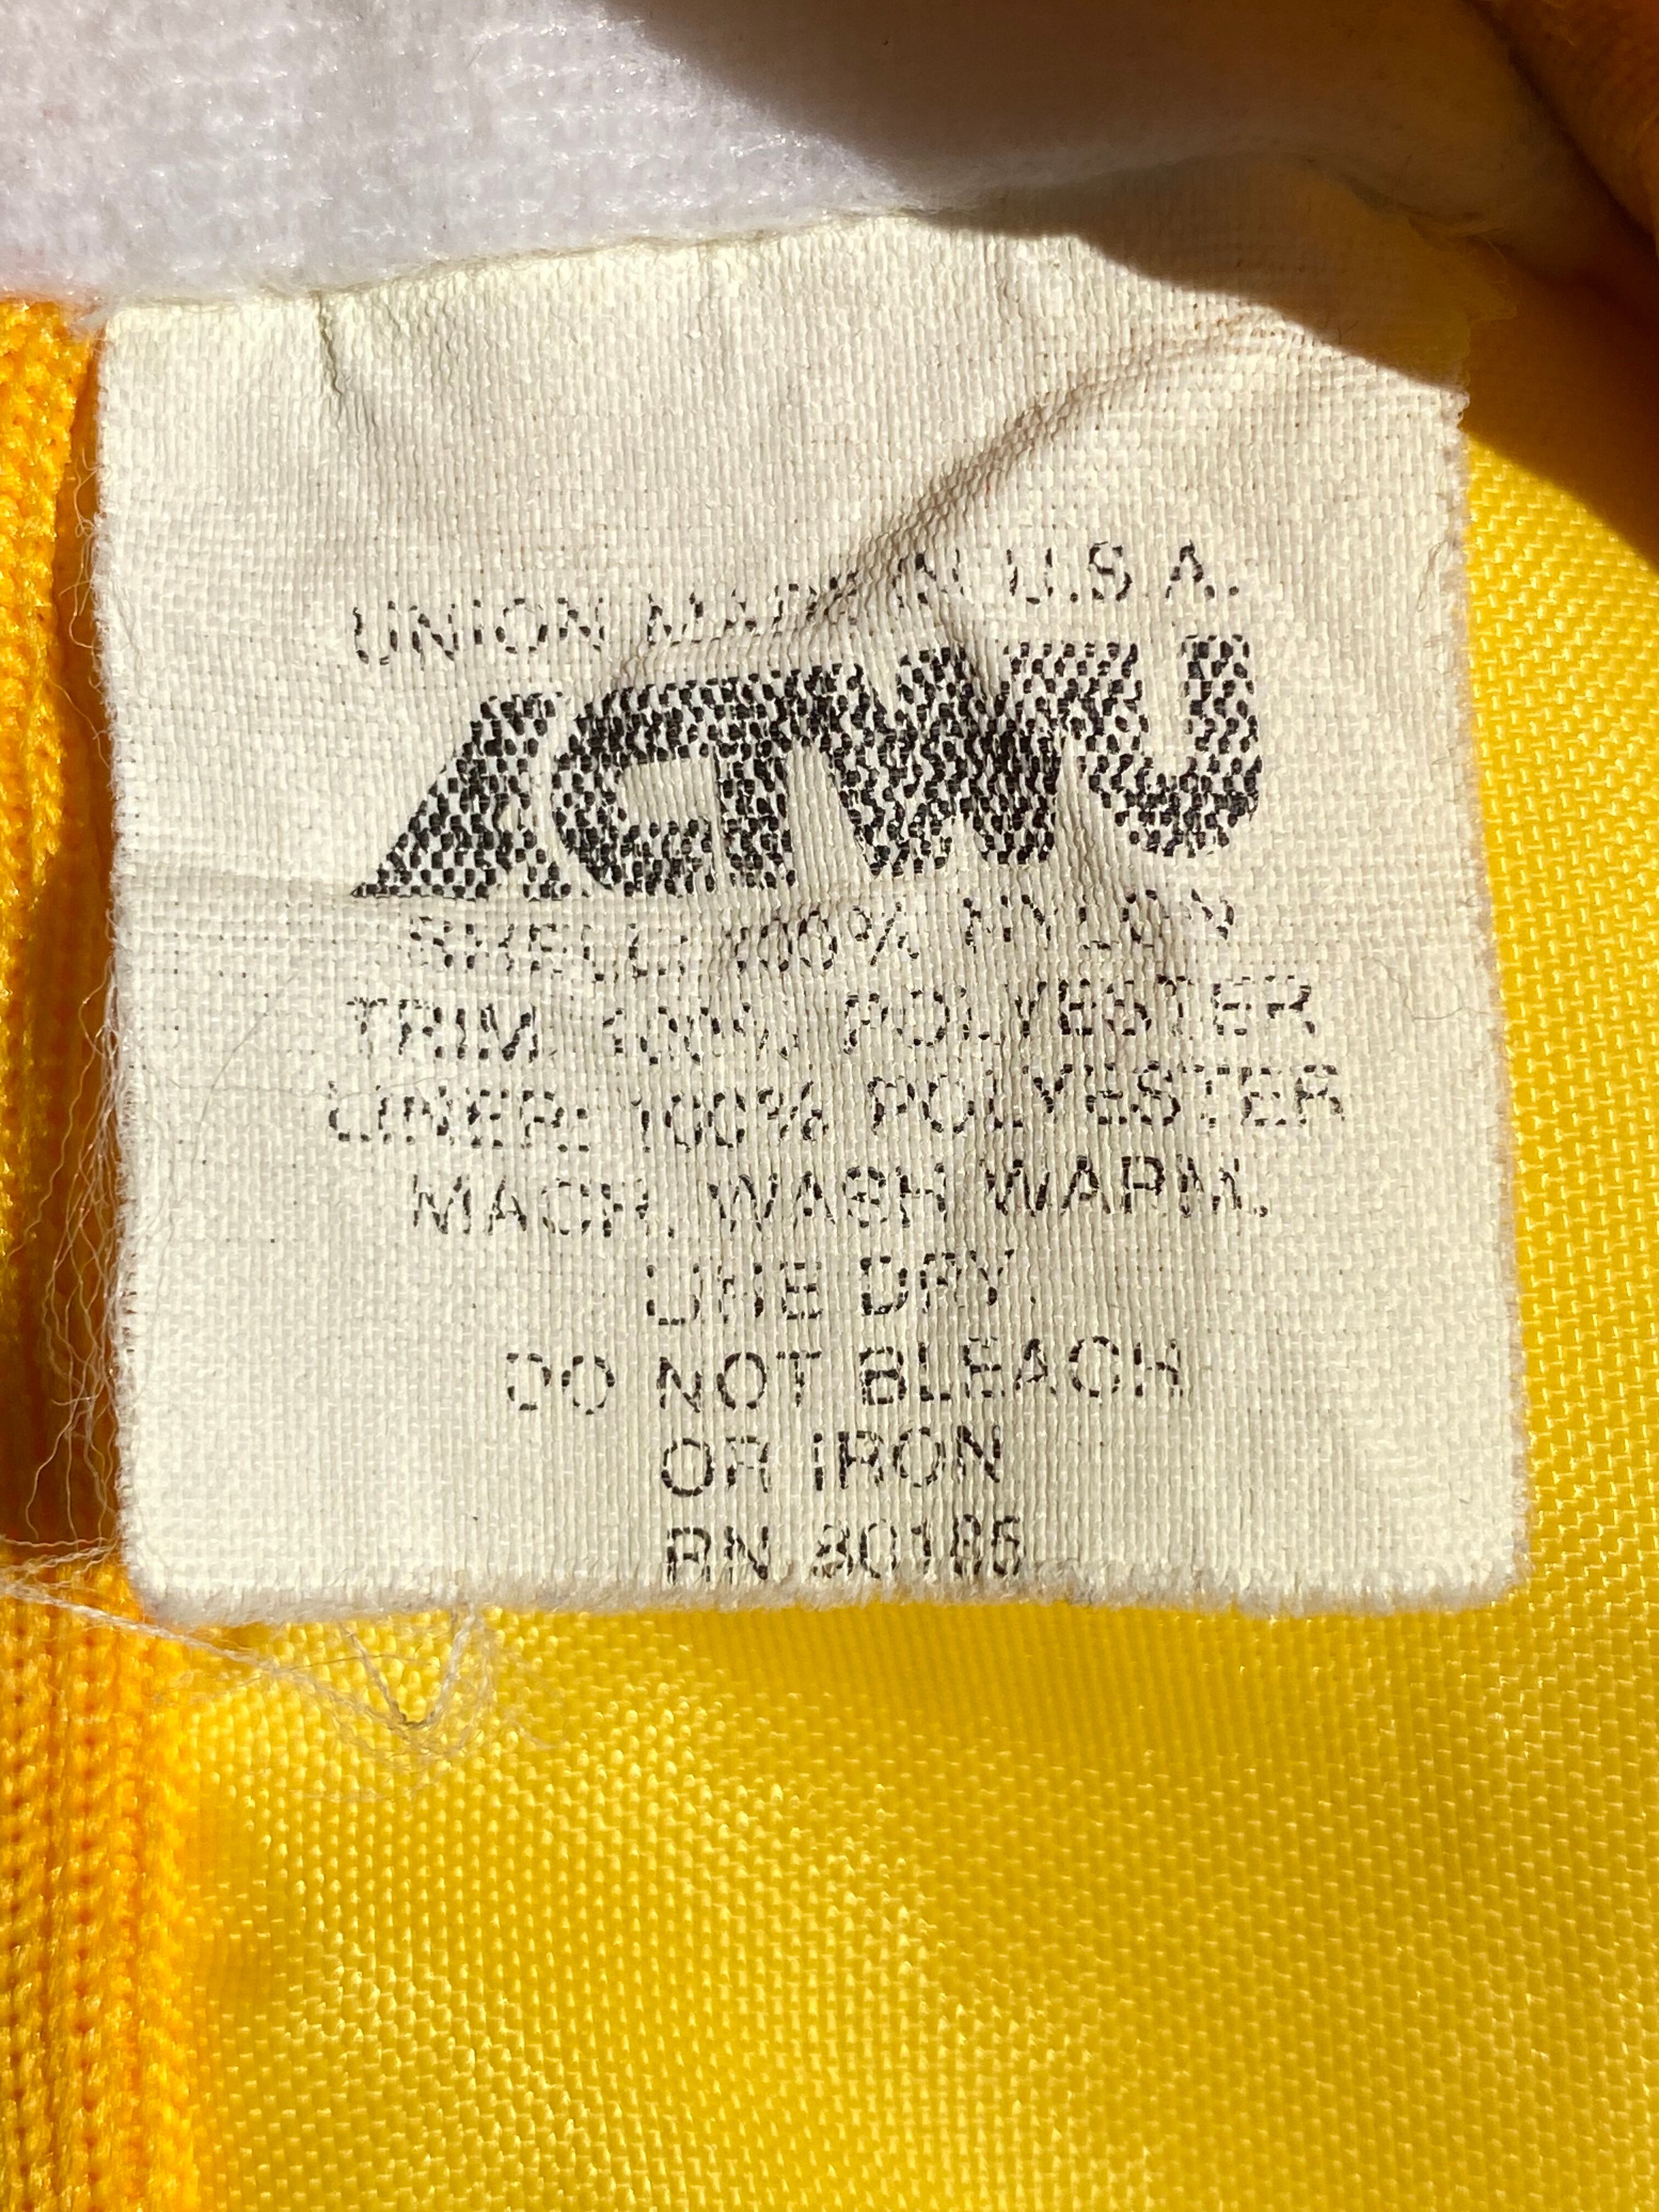 UNION MADE IN U.S.A.
ACTWU
SHELL: 100% NYLON
TRIM: 100% POLYESTER
LINER: 100% POLYESTER
MACH. WASH WARM.
LINE DRY
DO NOT BLEACH
OR IRON
RN 80186